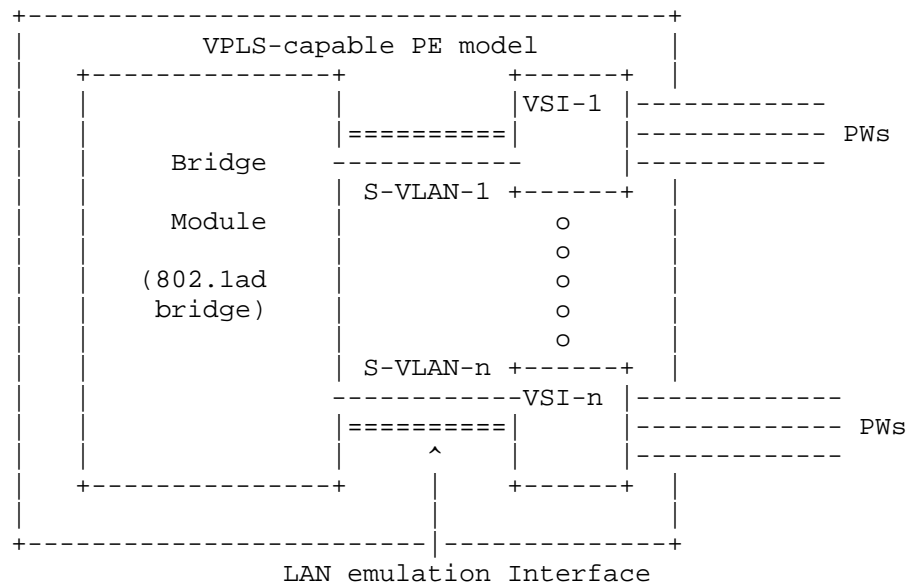 VPLS-capable PE model
VSI-1
PWs
Bridge
S-VLAN-1
Module
o
o
(802.1ad
o
bridge)
o
o
S-VLAN-n
VSI-n
PWs
LAN emulation Interface